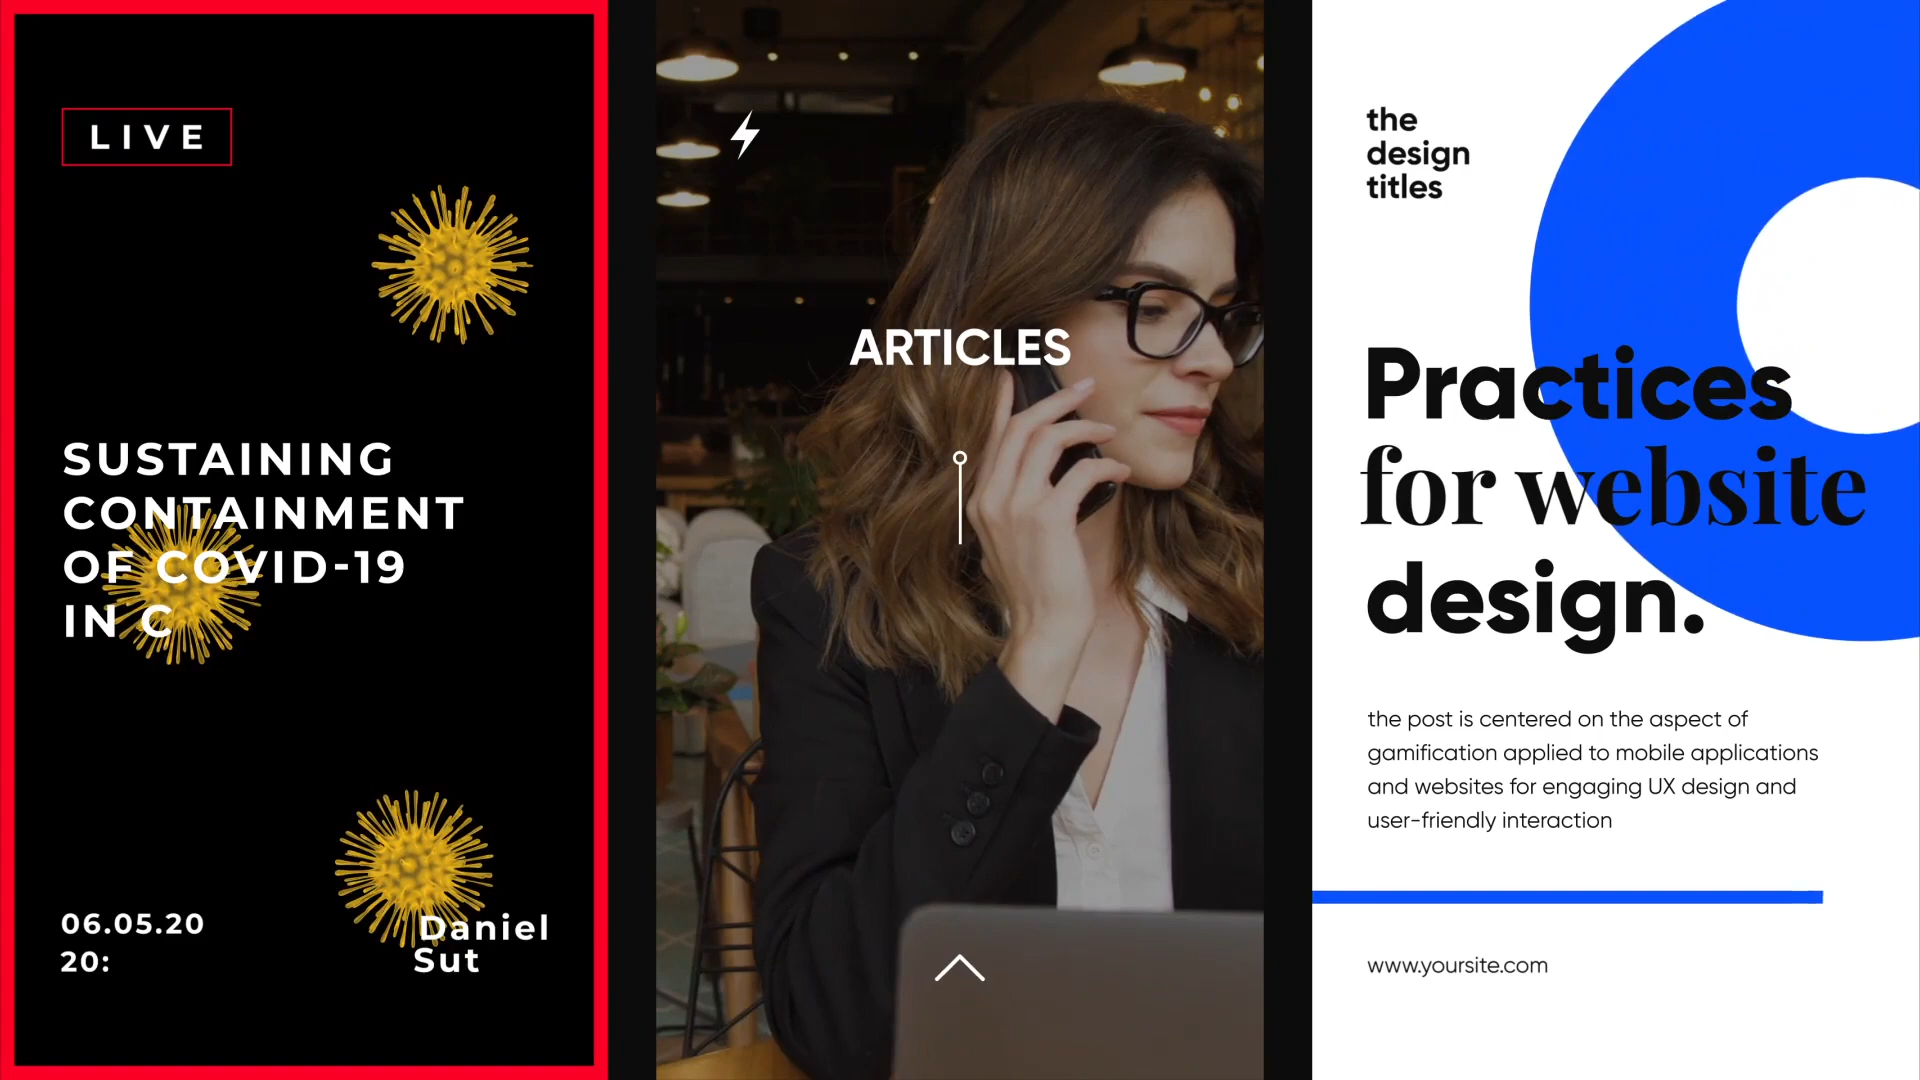 LIVE
SUSTAINING
CONTAINMENT
OF COVID-19
IN C
06.05.20
20:
Daniel
Sut
ARTICLES
the
design
titles
Practices
for website
design.
the post is centered on the aspect of
gamification applied to mobile applications
and websites for engaging UX design and
user-friendly interaction
www.yoursite.com